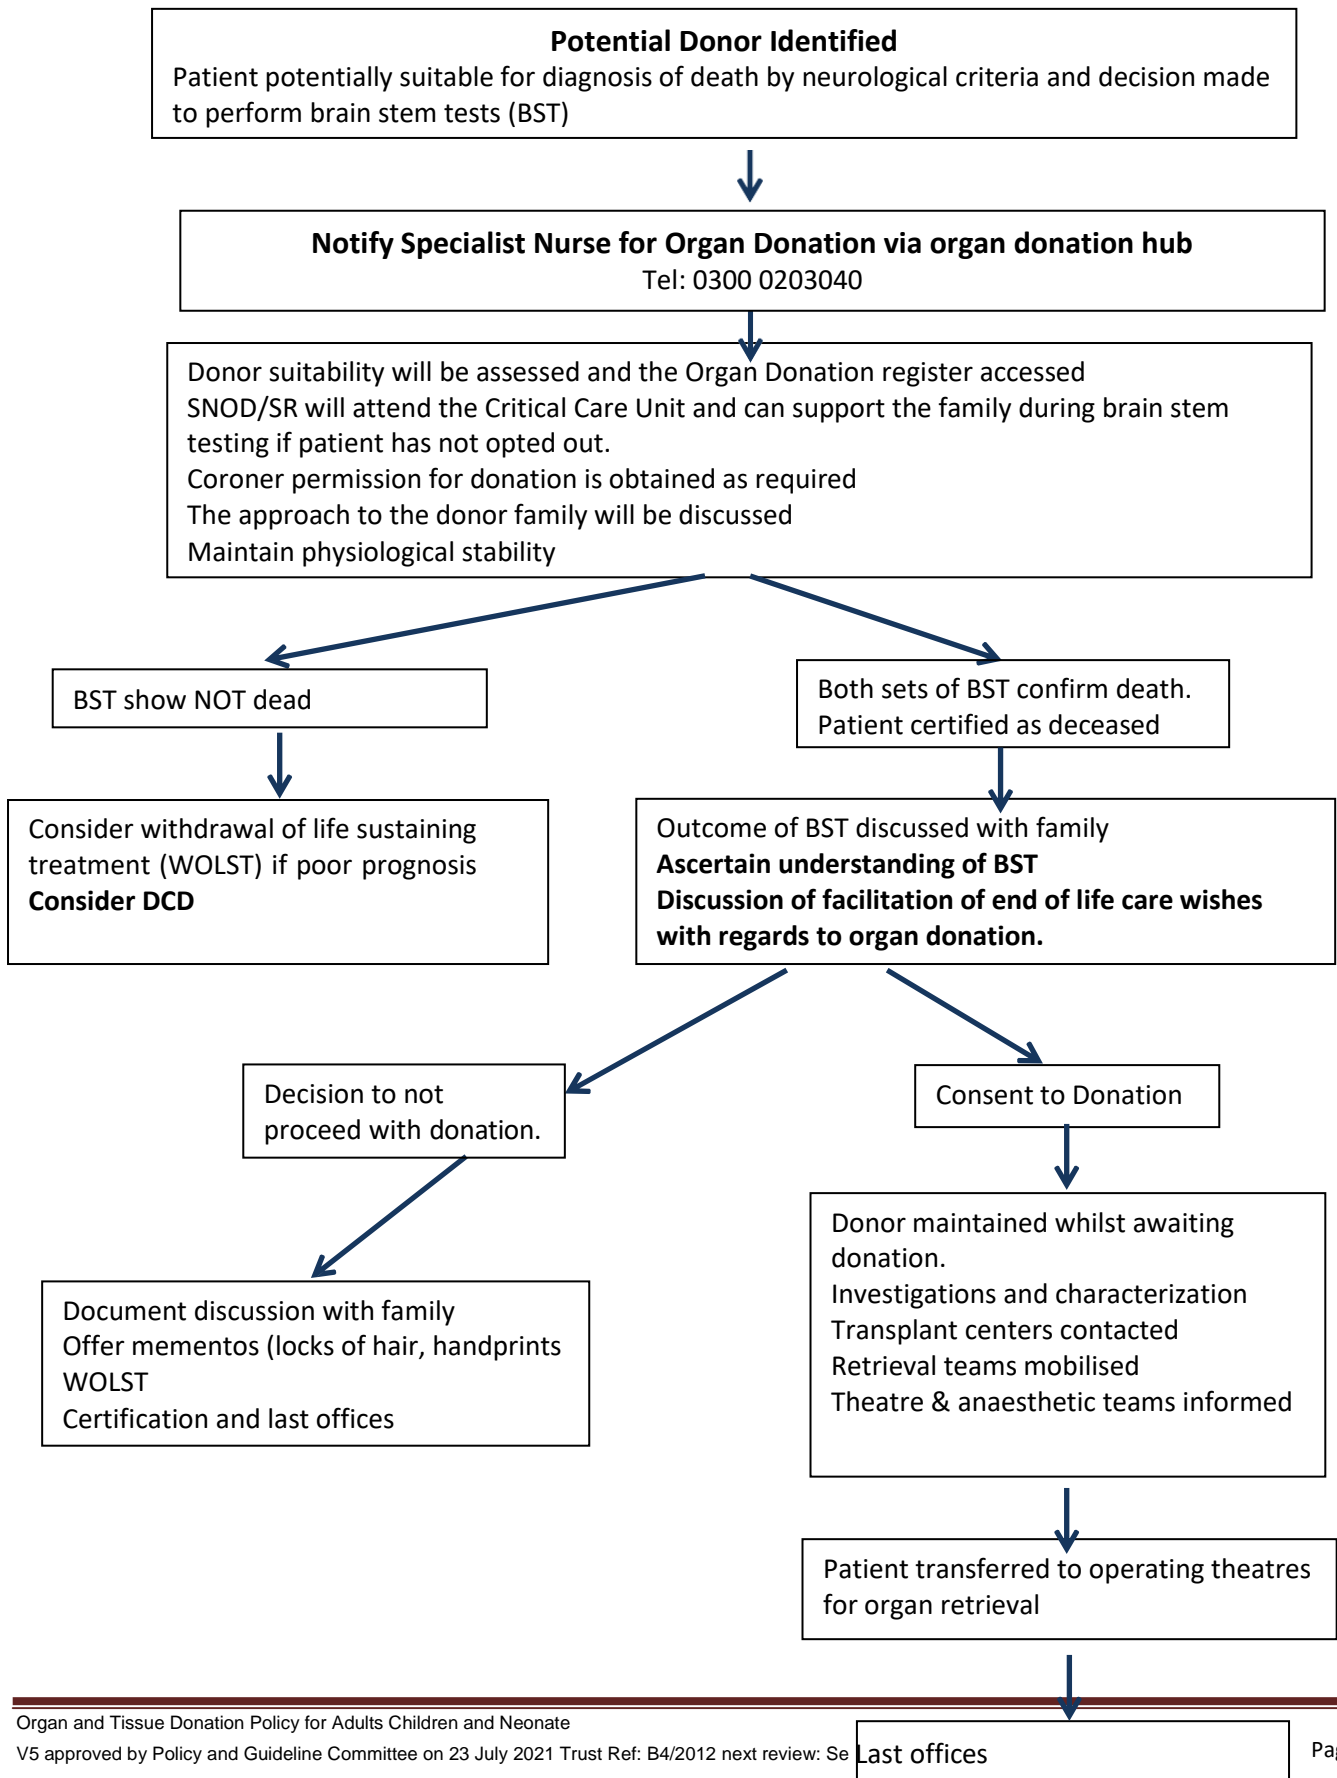 Potential Donor Identified
Patient potentially suitable for diagnosis of death by neurological criteria and decision made
to perform brain stem tests (BST)
Notify Specialist Nurse for Organ Donation via organ donation hub
Tel: 0300 0203040
Donor suitability will be assessed and the Organ Donation register accessed
SNOD/SR will attend the Critical Care Unit and can support the family during brain stem
testing if patient has not opted out.
Coroner permission for donation is obtained as required
The approach to the donor family will be discussed
Maintain physiological stability
BST show NOT dead
Both sets of BST confirm death.
Patient certified as deceased
Consider withdrawal of life sustaining
treatment (WOLST) if poor prognosis
Consider DCD
Outcome of BST discussed with family
Ascertain understanding of BST
Discussion of facilitation of end of life care wishes
with regards to organ donation.
Decision to not
proceed with donation.
Consent to Donation
Document discussion with family
Offer mementos (locks of hair, handprints
WOLST
Certification and last offices
Donor maintained whilst awaiting
donation.
Investigations and characterization
Transplant centers contacted
Retrieval teams mobilised
Theatre & anaesthetic teams informed
Patient transferred to operating theatres
for organ retrieval
Last offices
Organ and Tissue Donation Policy for Adults Children and Neonate
V5 approved by Policy and Guideline Committee on 23 July 2021 Trust Ref: B4/2012 next review: Se